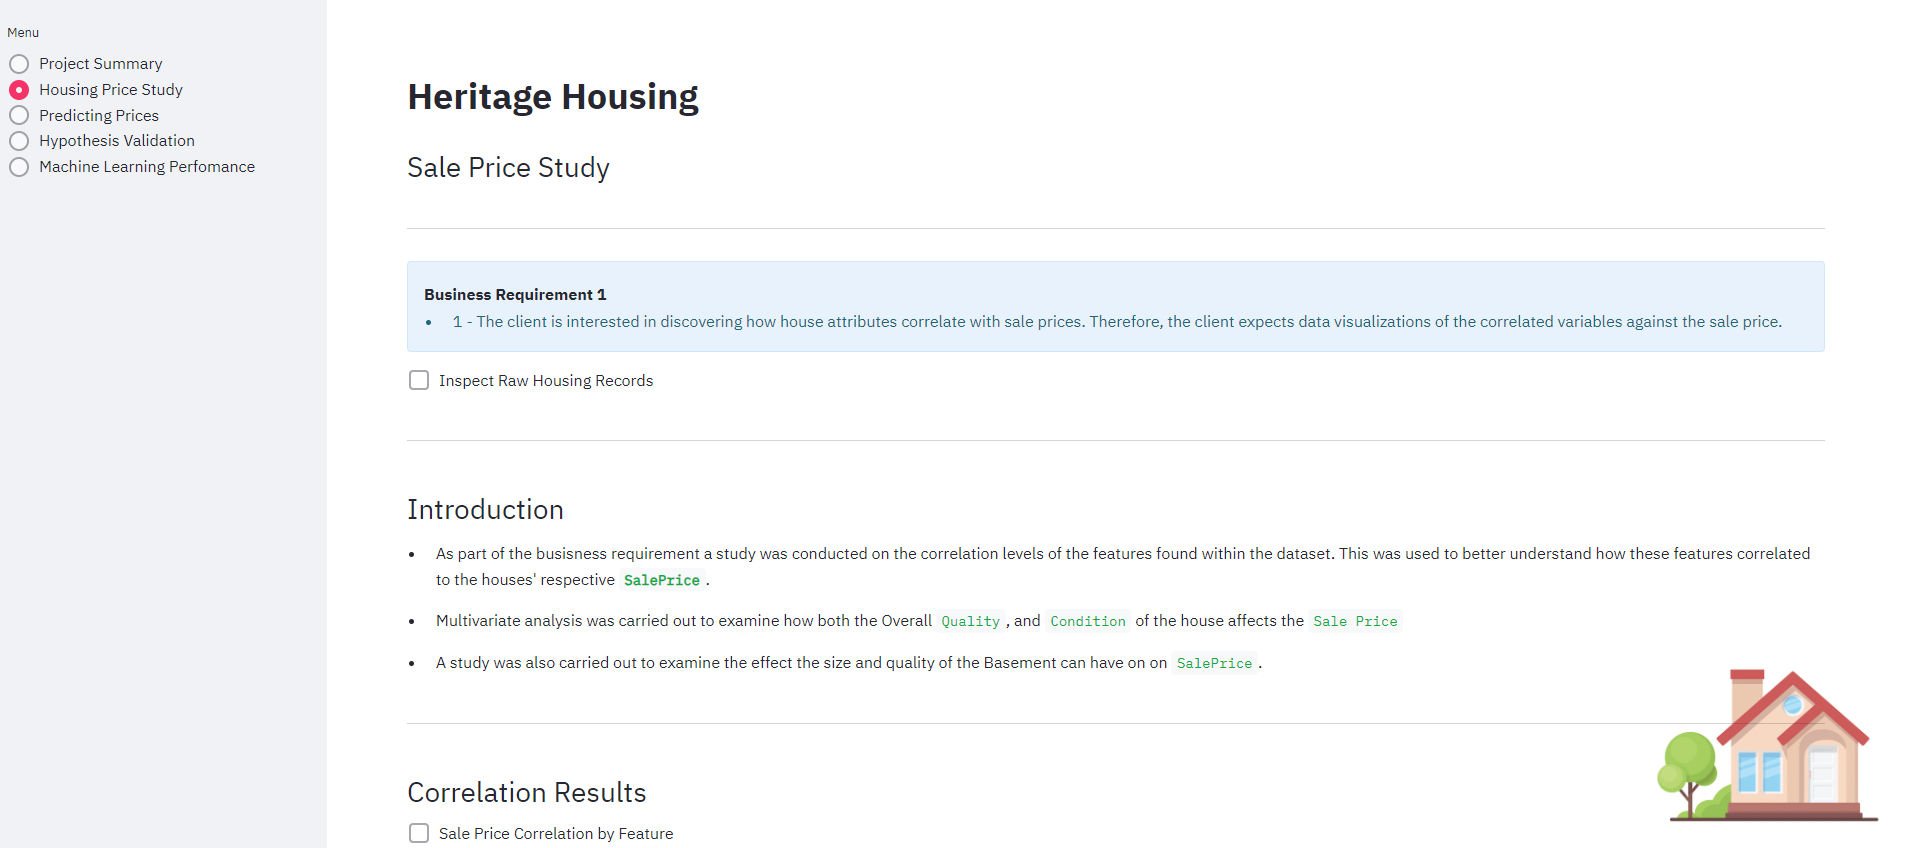 Menu
Project Summary
Housing Price Study
Predicting Prices
Hypothesis Validation
Machine Learning Perfomance
Heritage Housing
Sale Price Study
Business Requirement 1
• 1 - The client is interested in discovering how house attributes correlate with sale prices. Therefore, the client expects data visualizations of the correlated variables against the sale price.
Inspect Raw Housing Records
Introduction
• As part of the busisness requirement a study was conducted on the correlation levels of the features found within the dataset. This was used to better understand how these features correlated
to the houses' respective SalePrice .
• Multivariate analysis was carried out to examine how both the Overall Quality , and Condition of the house affects the Sale Price
• A study was also carried out to examine the effect the size and quality of the Basement can have on on SalePrice .
Correlation Results
Sale Price Correlation by Feature